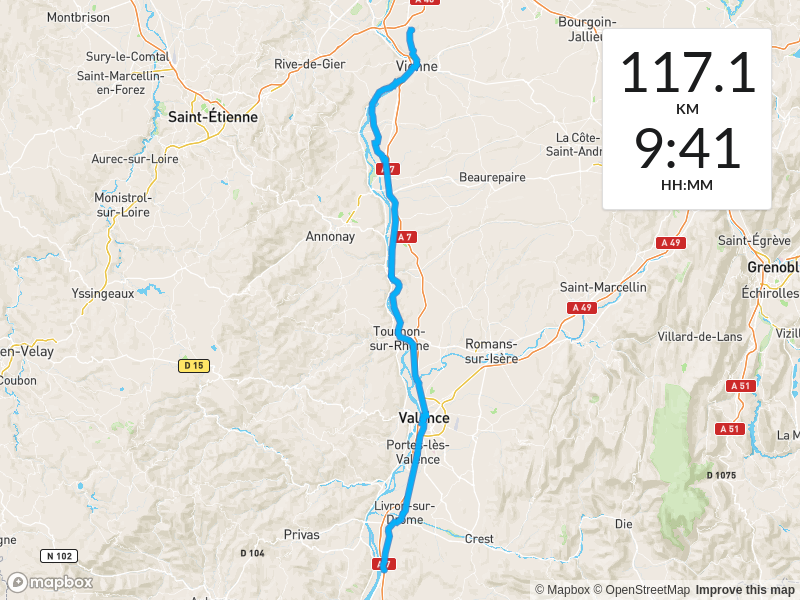 A 46
Montbrison
Bourgoin-
Jallieu
Sury-le-Comtal
Rive-de-Gier
Vienne
Saint-Marcellin-
en-Forez
117.1
KM
9:41
HH:MM
Saint-Étienne
La Côte-
Saint-André
Aurec-sur-Loire
A 7
Beaurepaire
Monistrol-
sur-Loire
Annonay
A 7
A 49
Saint-Égrève
Grenoble
Yssingeaux
Saint-Marcellin
Échirolles
A 49
Tournon-
sur-Rhône
Romans-
sur-Isère
Villard-de-Lans
Vizil
en-Velay
D 15
Coubon
A 51
Valence
A 51
La M
Portes-lès-
Valence
D 1075
Livron-sur-
Drôme
Privas
Crest
Die
gne
N 102
D 104
A 7
mapbox
© Mapbox © OpenStreetMap Improve this map